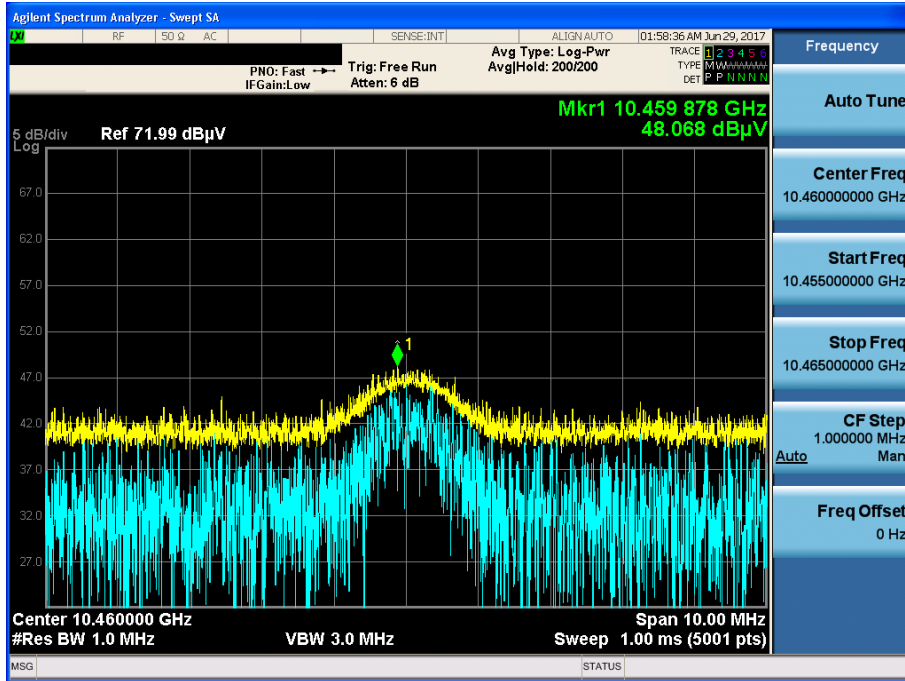 Agilent Spectrum Analyzer - Swept SA
LXI RF 50 Ω AC SENSE:INT ALIGN AUTO 01:58:36 AM Jun 29, 2017
PNO: Fast
IFGain:Low
Trig: Free Run
Atten: 6 dB
Avg Type: Log-Pwr
Avg|Hold: 200/200
TRACE 1 2 3 4 5 6
TYPE M W W W W W
DET P P N N N N
Mkr1 10.459 878 GHz
48.068 dBµV
5 dB/div Ref 71.99 dBµV
Log
67.0
62.0
57.0
52.0
1
47.0
42.0
37.0
32.0
27.0
Center 10.460000 GHz Span 10.00 MHz
#Res BW 1.0 MHz VBW 3.0 MHz Sweep 1.00 ms (5001 pts)
MSG STATUS
Frequency
Auto Tune
Center Freq
10.460000000 GHz
Start Freq
10.455000000 GHz
Stop Freq
10.465000000 GHz
CF Step
1.000000 MHz
Auto Man
Freq Offset
0 Hz